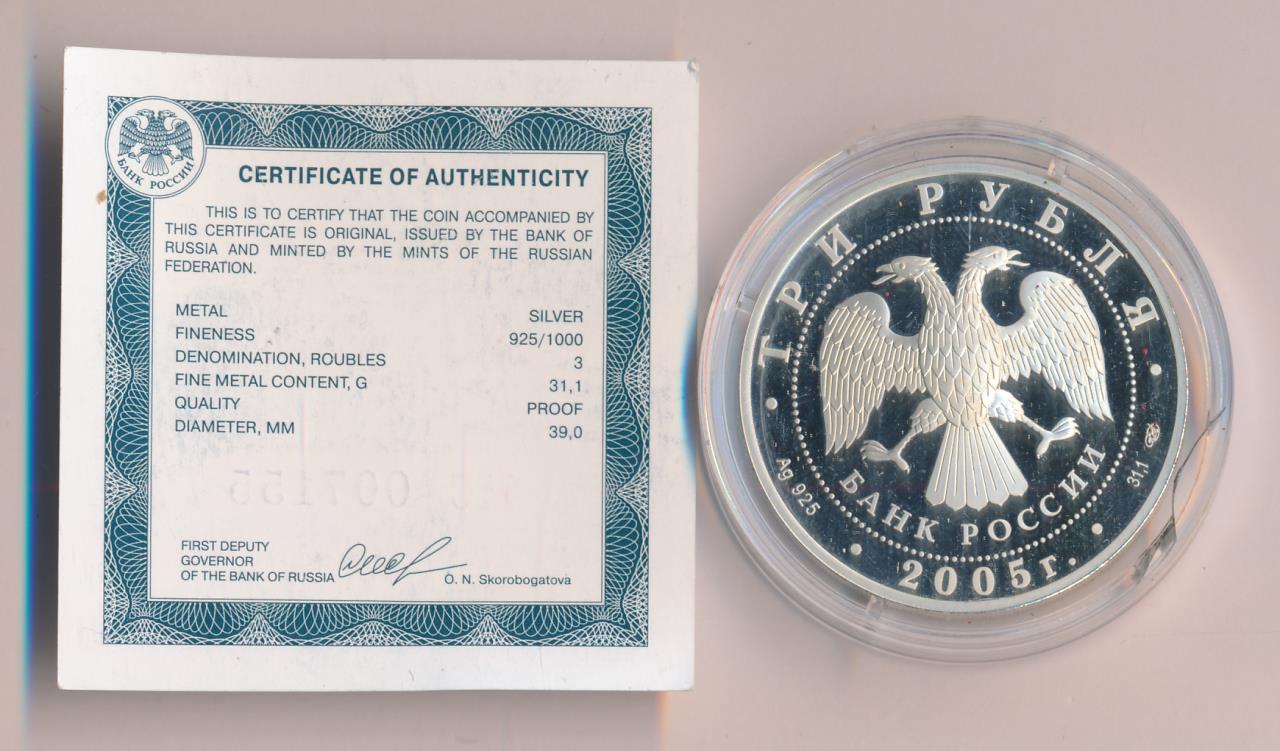 БАНК РОССИИ
CERTIFICATE OF AUTHENTICITY
THIS IS TO CERTIFY THAT THE COIN ACCOMPANIED BY
THIS CERTIFICATE IS ORIGINAL, ISSUED BY THE BANK OF
RUSSIA AND MINTED BY THE MINTS OF THE RUSSIAN
FEDERATION.
METAL SILVER
FINENESS 925/1000
DENOMINATION, ROUBLES 3
FINE METAL CONTENT, G 31,1
QUALITY PROOF
DIAMETER, MM 39,0
007155
FIRST DEPUTY
GOVERNOR
OF THE BANK OF RUSSIA O. N. Skorobogatova
ТРИ РУБЛЯ
Ag 925
БАНК РОССИИ
31,1
2005 г.